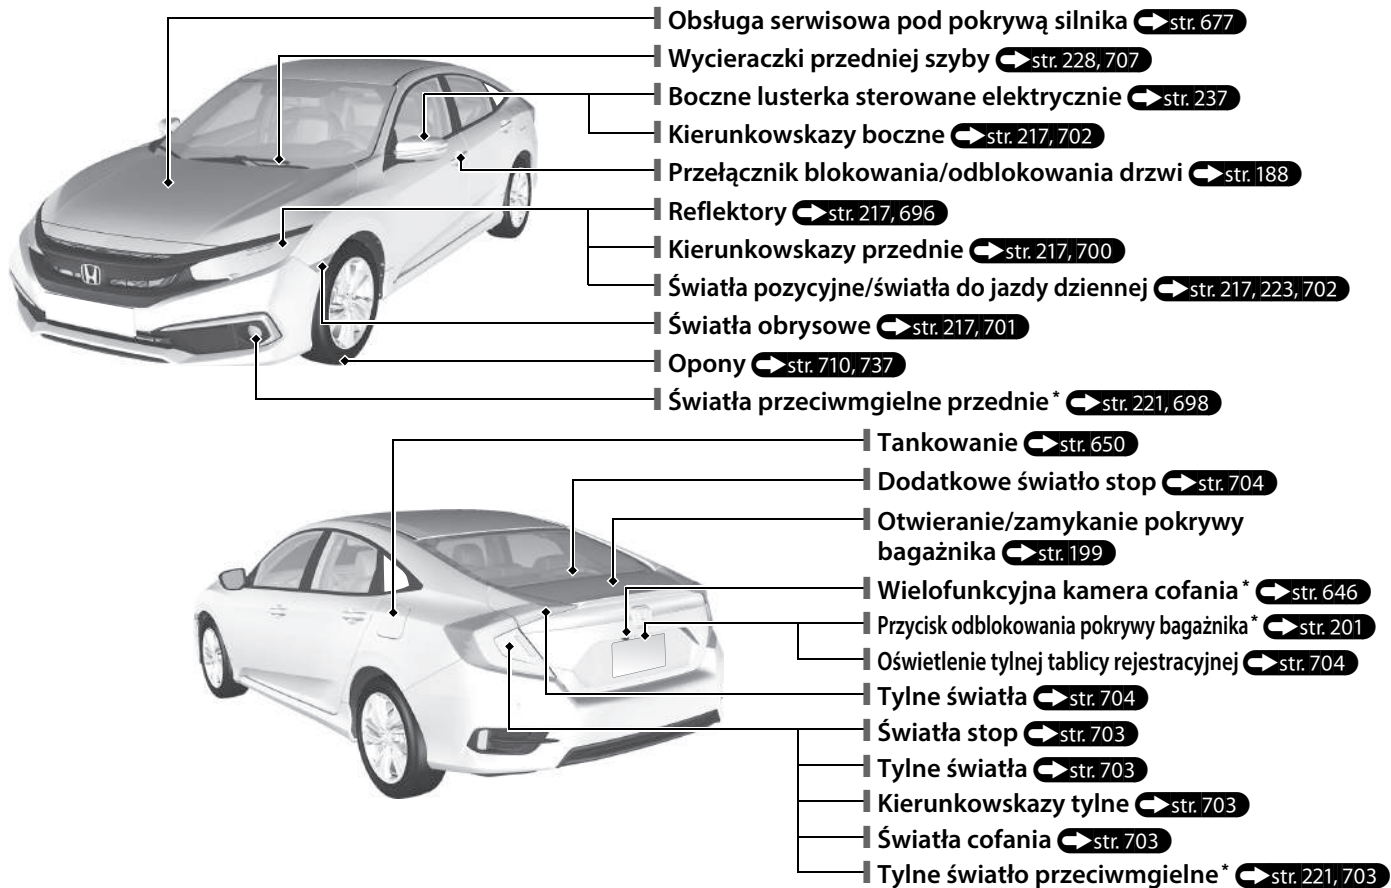 Obsługa serwisowa pod pokrywą silnika str. 677
Wycieraczki przedniej szyby str. 228, 707
Boczne lusterka sterowane elektrycznie str. 237
Kierunkowskazy boczne str. 217, 702
Przełącznik blokowania/odblokowania drzwi str. 188
Reflektory str. 217, 696
Kierunkowskazy przednie str. 217, 700
Światła pozycyjne/światła do jazdy dziennej str. 217, 223, 702
Światła obrysowe str. 217, 701
Opony str. 710, 737
Światła przeciwmgielne przednie* str. 221, 698
Tankowanie str. 650
Dodatkowe światło stop str. 704
Otwieranie/zamykanie pokrywy
bagażnika str. 199
Wielofunkcyjna kamera cofania* str. 646
Przycisk odblokowania pokrywy bagażnika* str. 201
Oświetlenie tylnej tablicy rejestracyjnej str. 704
Tylne światła str. 704
Światła stop str. 703
Tylne światła str. 703
Kierunkowskazy tylne str. 703
Światła cofania str. 703
Tylne światło przeciwmgielne* str. 221, 703